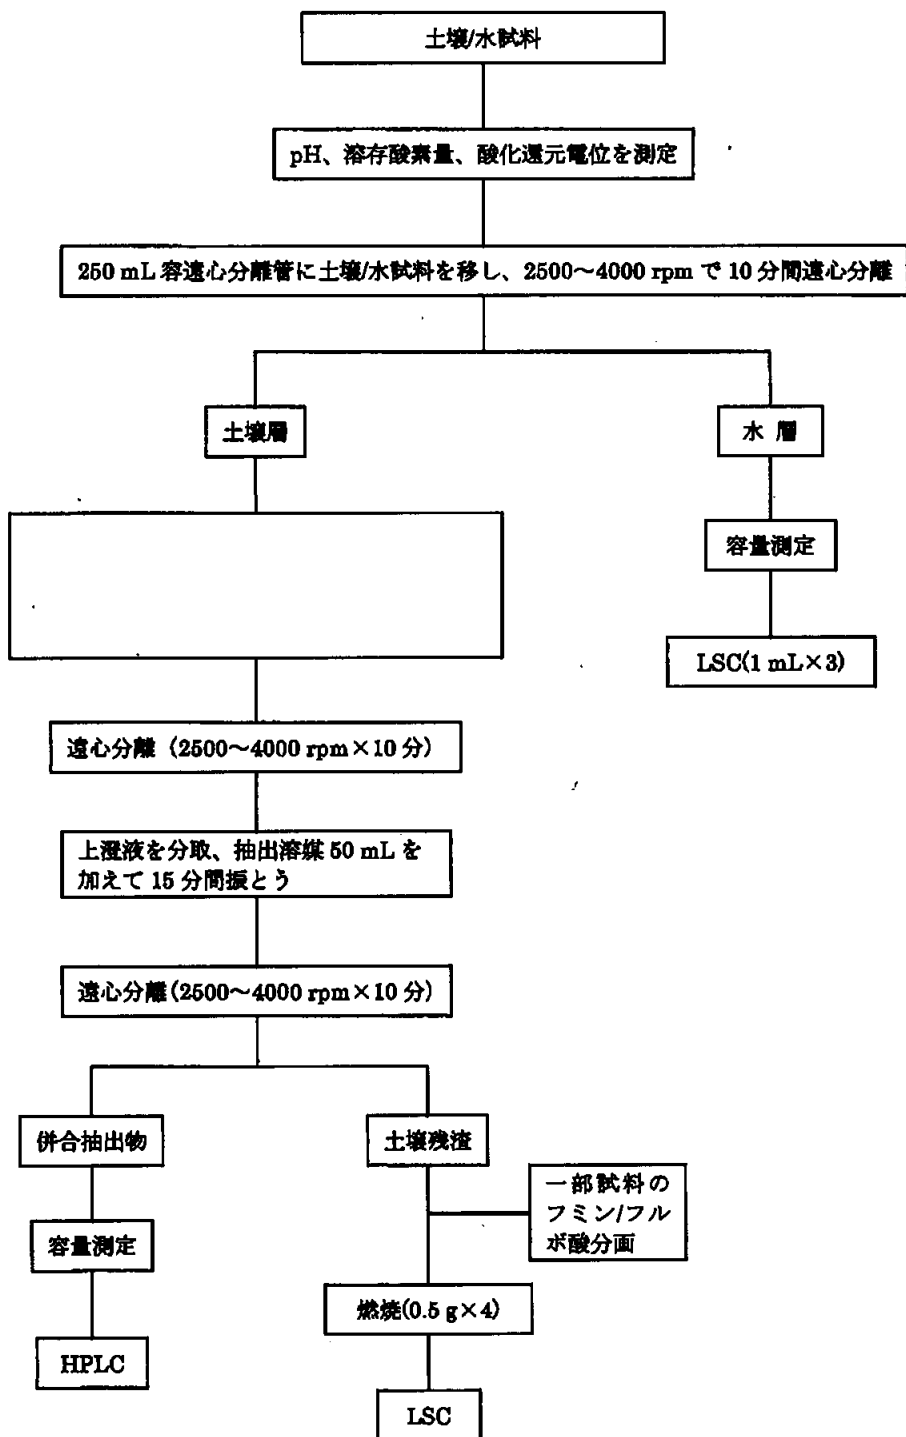 土壌/水試料
pH、溶存酸素量、酸化還元電位を測定
250 mL 容遠心分離管に土壌/水試料を移し、2500～4000 rpm で 10 分間遠心分離
土壌層
水 層
容量測定
LSC(1 mL×3)
遠心分離（2500～4000 rpm×10 分）
上澄液を分取、抽出溶媒 50 mL を
加えて 15 分間振とう
遠心分離(2500～4000 rpm×10 分)
併合抽出物
土壌残渣
一部試料の
フミン/フル
ボ酸分画
容量測定
燃焼(0.5 g×4)
HPLC
LSC